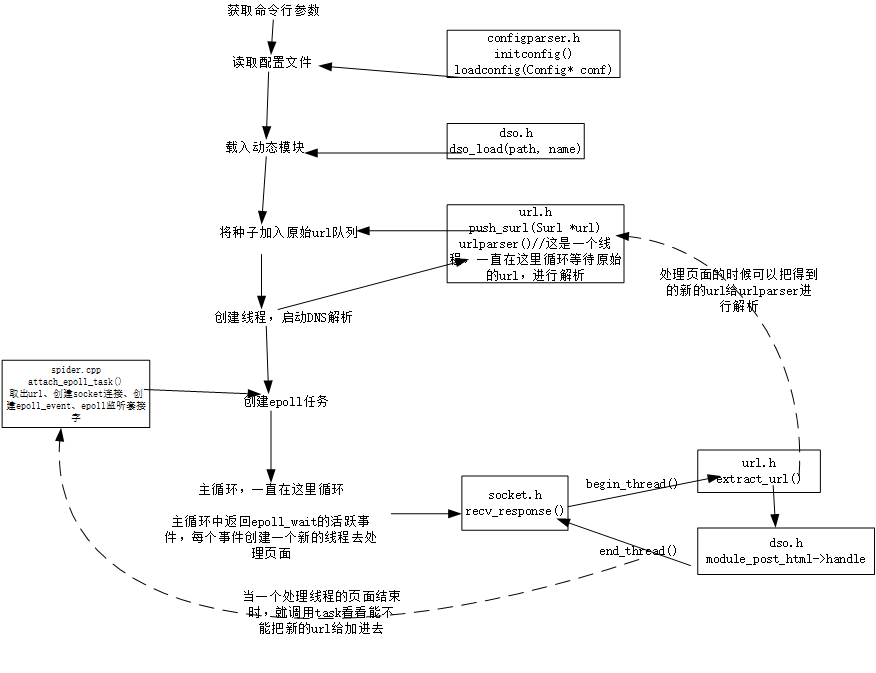 获取命令行参数
configparser.h
initconfig()
loadconfig(Config* conf)
读取配置文件
dso.h
dso_load(path, name)
载入动态模块
url.h
push_surl(Surl *url)
urlparser()//这是一个线
程，一直在这里循环等待原始
的url，进行解析
将种子加入原始url队列
处理页面的时候可以把得到
的新的url给urlparser进
行解析
创建线程，启动DNS解析
spider.cpp
attach_epoll_task()
取出url、创建socket连接、创
建epoll_event、epoll监听套接
字
创建epoll任务
主循环，一直在这里循环
主循环中返回epoll_wait的活跃事
件，每个事件创建一个新的线程去处
理页面
socket.h
recv_response()
begin_thread()
url.h
extract_url()
end_thread()
dso.h
module_post_html->handle
当一个处理线程的页面结束
时，就调用task看看能不
能把新的url给加进去